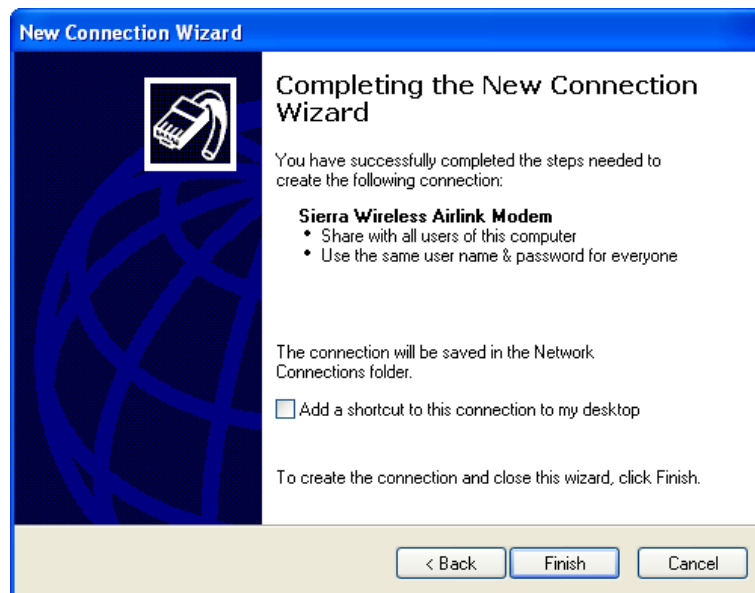 New Connection Wizard
Completing the New Connection
Wizard
You have successfully completed the steps needed to
create the following connection:
Sierra Wireless Airlink Modem
• Share with all users of this computer
• Use the same user name & password for everyone
The connection will be saved in the Network
Connections folder.
Add a shortcut to this connection to my desktop
To create the connection and close this wizard, click Finish.
< Back
Finish
Cancel